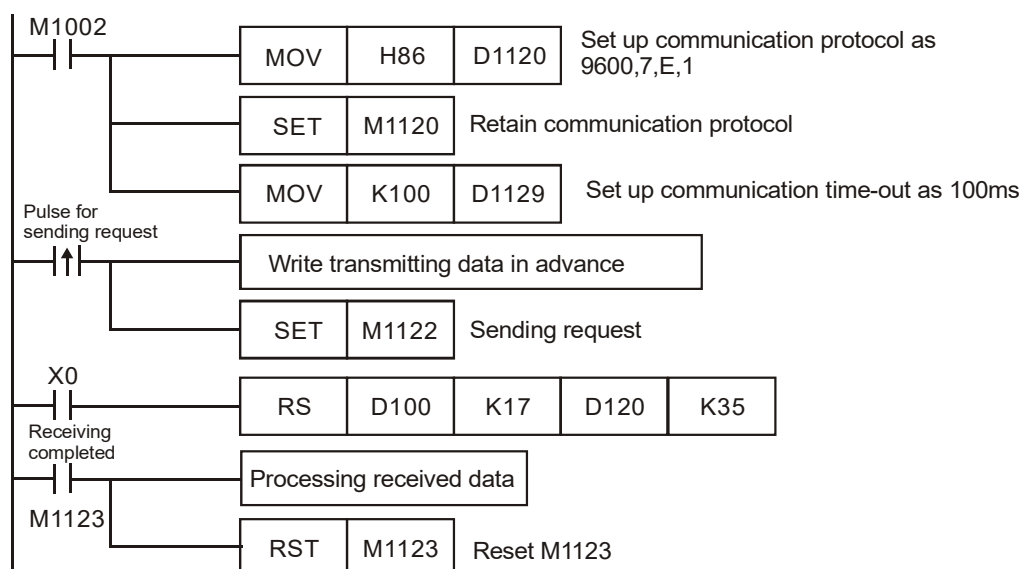 M1002
MOV H86 D1120 Set up communication protocol as
9600,7,E,1
SET M1120 Retain communication protocol
MOV K100 D1129 Set up communication time-out as 100ms
Pulse for
sending request
Write transmitting data in advance
SET M1122 Sending request
X0
RS D100 K17 D120 K35
Receiving
completed
Processing received data
M1123
RST M1123 Reset M1123